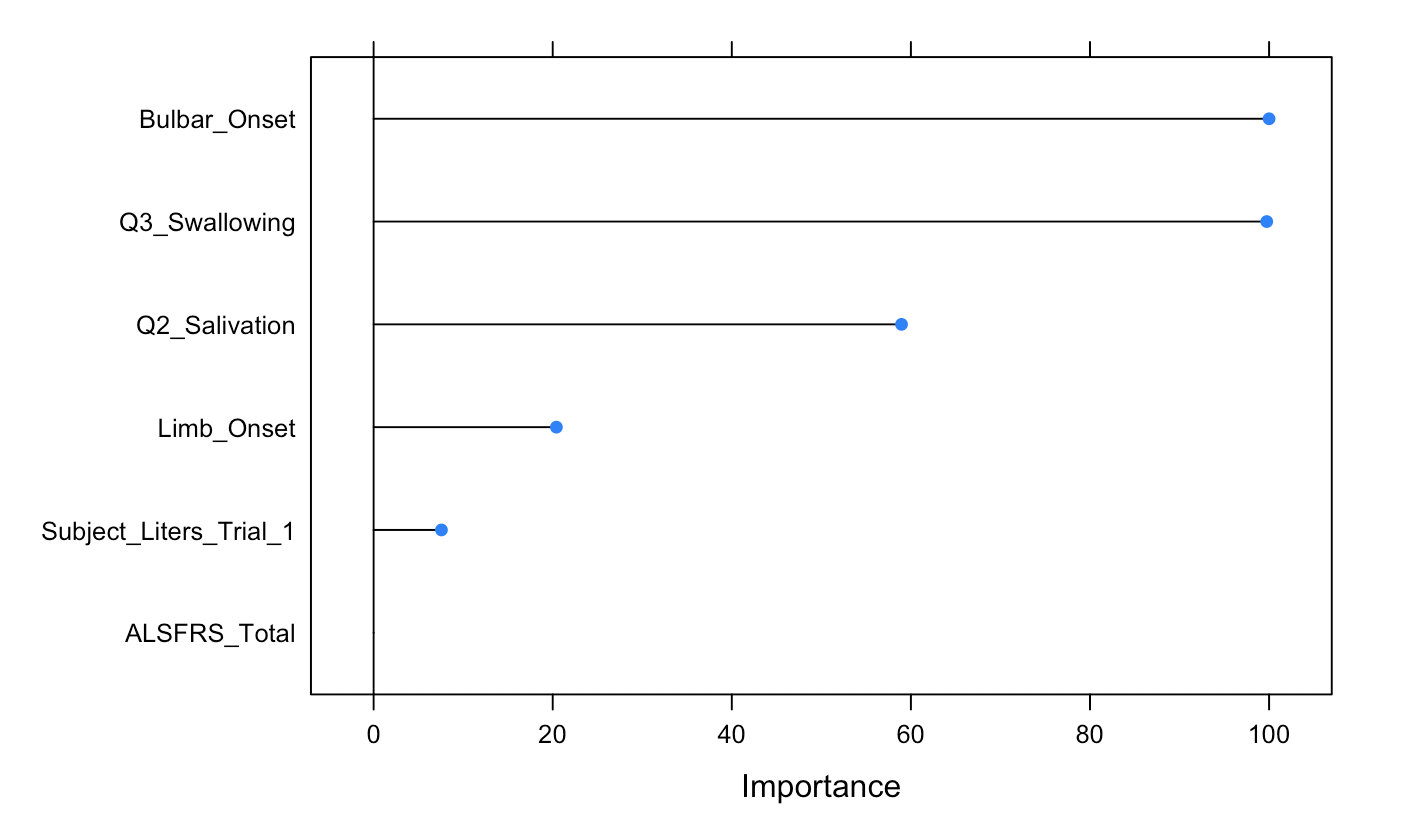 Bulbar_Onset
Q3_Swallowing
Q2_Salivation
Limb_Onset
Subject_Liters_Trial_1
ALSFRS_Total
0 20 40 60 80 100
Importance